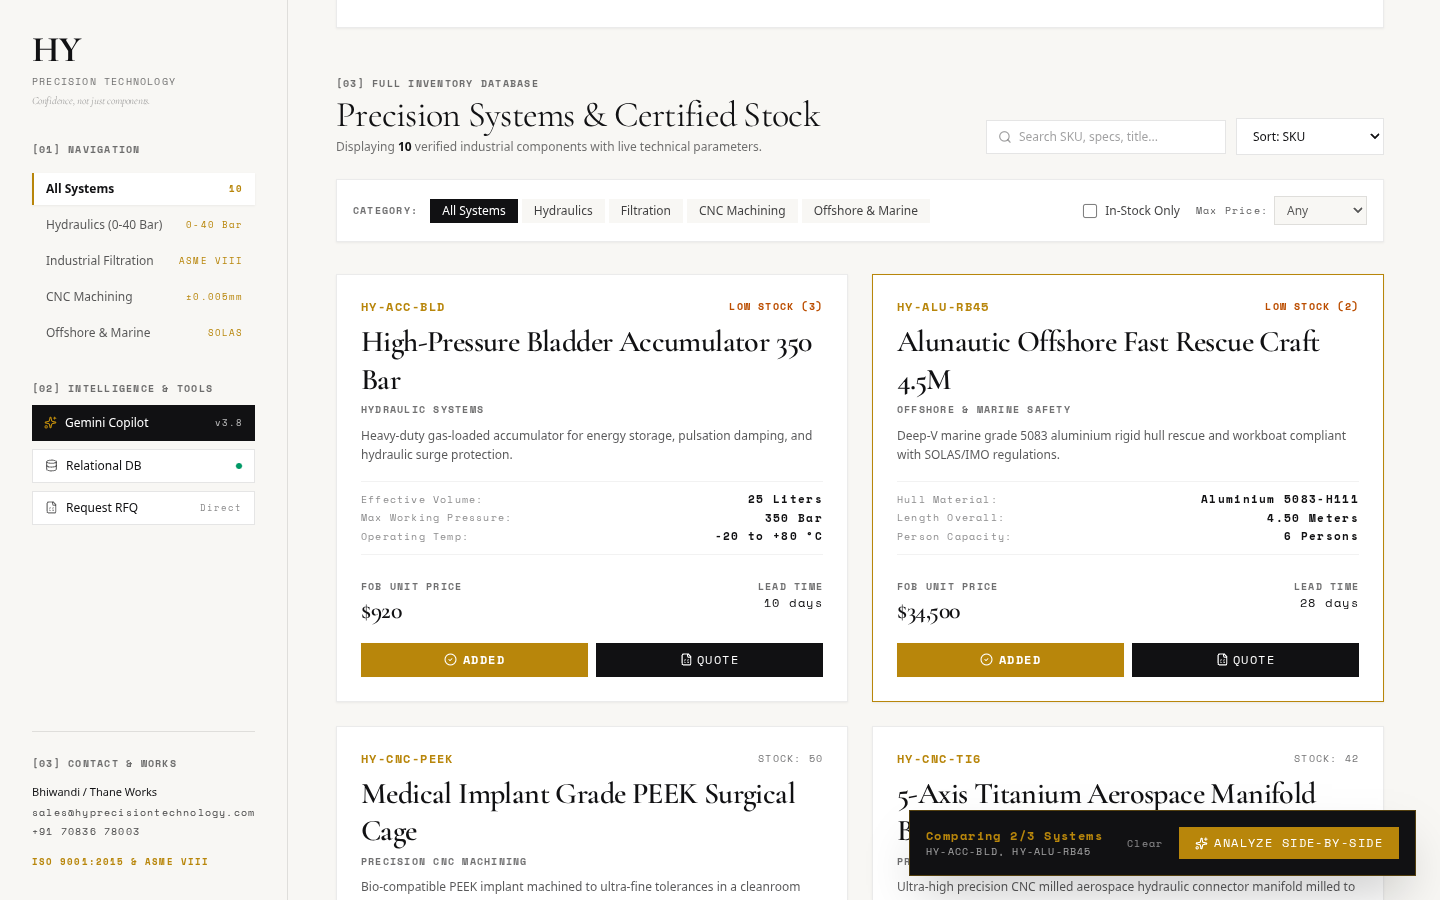 HY
PRECISION TECHNOLOGY
Confidence, not just components.
[01] NAVIGATION
All Systems 10
Hydraulics (0-40 Bar) 0-40 Bar
Industrial Filtration ASME VIII
CNC Machining ±0.005mm
Offshore & Marine SOLAS
[02] INTELLIGENCE & TOOLS
Gemini Copilot v3.8
Relational DB
Request RFQ Direct
[03] CONTACT & WORKS
Bhiwandi / Thane Works
sales@hyprecisiontechnology.com
+91 70836 78003
ISO 9001:2015 & ASME VIII
[03] FULL INVENTORY DATABASE
Precision Systems & Certified Stock
Displaying 10 verified industrial components with live technical parameters.
Search SKU, specs, title...
Sort: SKU
CATEGORY: All Systems Hydraulics Filtration CNC Machining Offshore & Marine
In-Stock Only Max Price: Any
HY-ACC-BLD LOW STOCK (3)
High-Pressure Bladder Accumulator 350
Bar
HYDRAULIC SYSTEMS
Heavy-duty gas-loaded accumulator for energy storage, pulsation damping, and
hydraulic surge protection.
Effective Volume: 25 Liters
Max Working Pressure: 350 Bar
Operating Temp: -20 to +80 °C
FOB UNIT PRICE LEAD TIME
$920 10 days
ADDED QUOTE
HY-ALU-RB45 LOW STOCK (2)
Alunautic Offshore Fast Rescue Craft
4.5M
OFFSHORE & MARINE SAFETY
Deep-V marine grade 5083 aluminium rigid hull rescue and workboat compliant
with SOLAS/IMO regulations.
Hull Material: Aluminium 5083-H111
Length Overall: 4.50 Meters
Person Capacity: 6 Persons
FOB UNIT PRICE LEAD TIME
$34,500 28 days
ADDED QUOTE
HY-CNC-PEEK STOCK: 50
Medical Implant Grade PEEK Surgical
Cage
PRECISION CNC MACHINING
Bio-compatible PEEK implant machined to ultra-fine tolerances in a cleanroom
HY-CNC-TI6 STOCK: 42
5-Axis Titanium Aerospace Manifold
Ultra-high precision CNC milled aerospace hydraulic connector manifold milled to
Comparing 2/3 Systems
HY-ACC-BLD, HY-ALU-RB45
Clear
ANALYZE SIDE-BY-SIDE